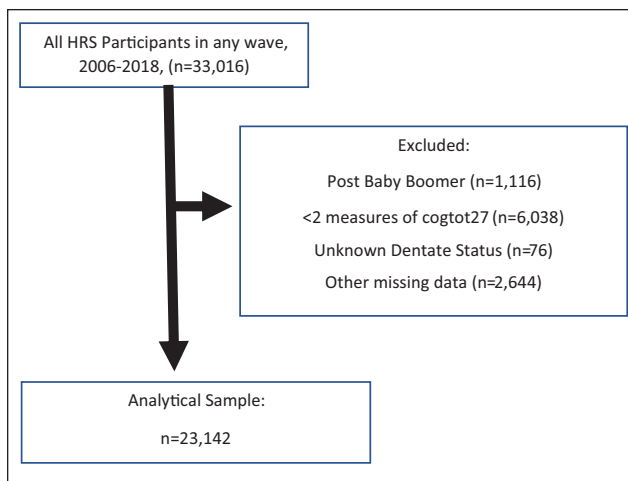 All HRS Participants in any wave,
2006-2018, (n=33,016)
Excluded:
Post Baby Boomer (n=1,116)
<2 measures of cogtot27 (n=6,038)
Unknown Dentate Status (n=76)
Other missing data (n=2,644)
Analytical Sample:
n=23,142